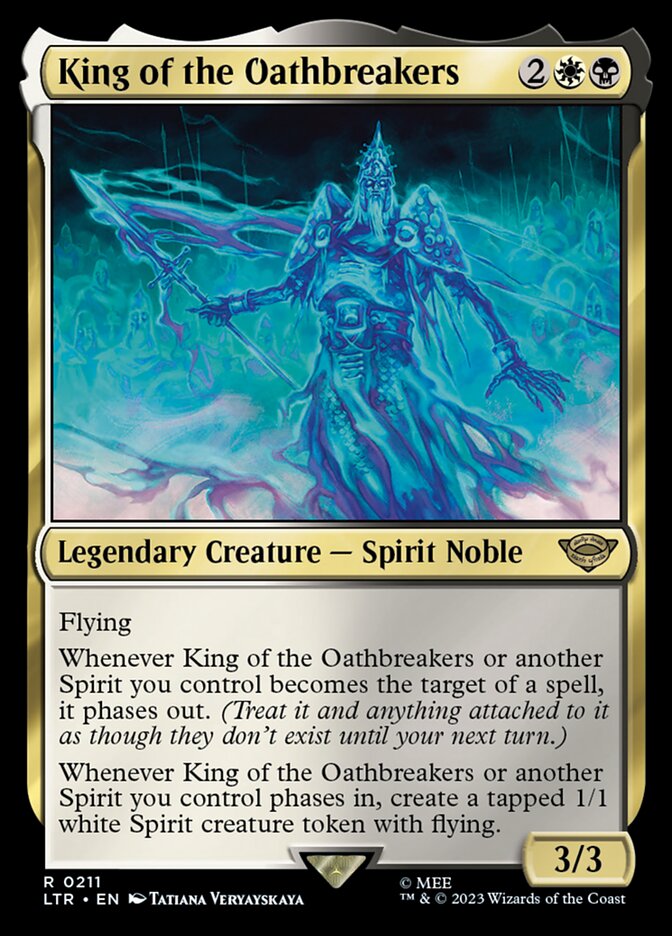 King of the Oathbreakers 2
Legendary Creature — Spirit Noble
Flying
Whenever King of the Oathbreakers or another
Spirit you control becomes the target of a spell,
it phases out. (Treat it and anything attached to it
as though they don't exist until your next turn.)
Whenever King of the Oathbreakers or another
Spirit you control phases in, create a tapped 1/1
white Spirit creature token with flying.
3/3
R 0211
LTR • EN Tatiana Veryayskaya
© MEE
™ & © 2023 Wizards of the Coast